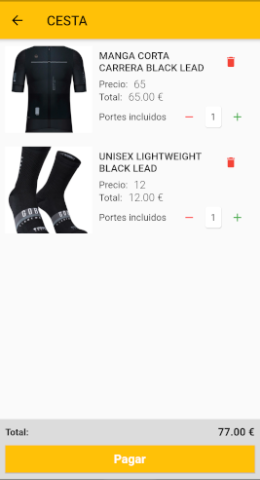 CESTA
MANGA CORTA
CARRERA BLACK LEAD
Precio: 65
Total: 65.00 €
Portes incluidos 1
UNISEX LIGHTWEIGHT
BLACK LEAD
Precio: 12
Total: 12.00 €
Portes incluidos 1
Total: 77.00 €
Pagar